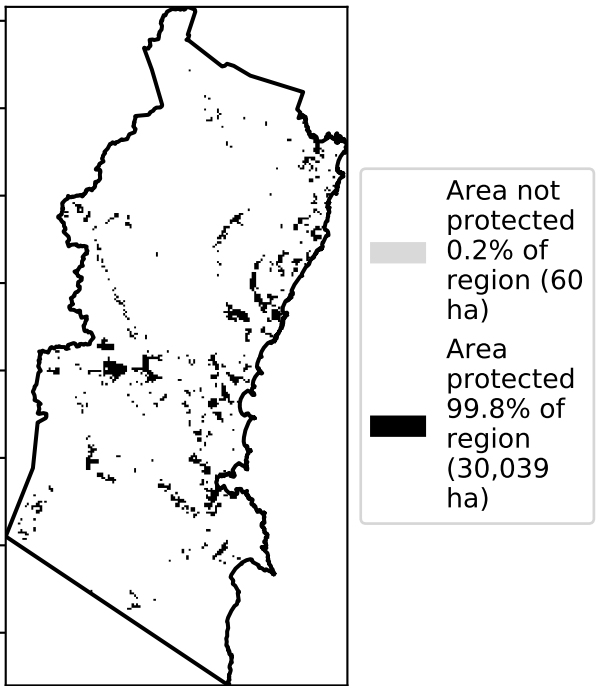 Area not
protected
0.2% of
region (60
ha)
Area
protected
99.8% of
region
(30,039
ha)